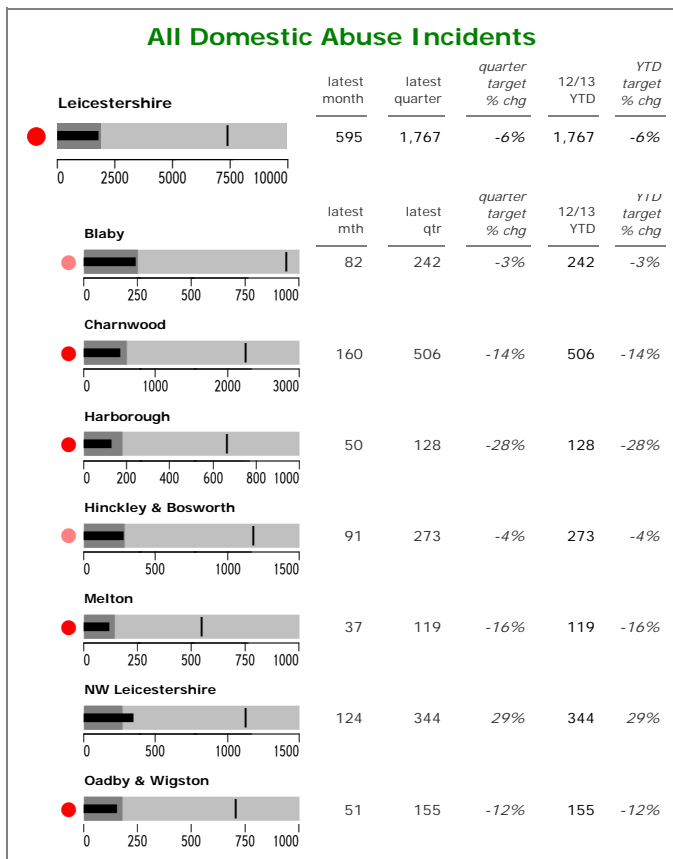 All Domestic Abuse Incidents
Leicestershire
latest month
latest quarter
quarter target % chg
12/13 YTD
YTD target % chg
595 1,767 -6% 1,767 -6%
0 2500 5000 7500 10000
latest mth
latest qtr
quarter target % chg
12/13 YTD
YTD target % chg
Blaby
82 242 -3% 242 -3%
0 250 500 750 1000
Charnwood
160 506 -14% 506 -14%
0 1000 2000 3000
Harborough
50 128 -28% 128 -28%
0 200 400 600 800 1000
Hinckley & Bosworth
91 273 -4% 273 -4%
0 500 1000 1500
Melton
37 119 -16% 119 -16%
0 250 500 750 1000
NW Leicestershire
124 344 29% 344 29%
0 500 1000 1500
Oadby & Wigston
51 155 -12% 155 -12%
0 250 500 750 1000